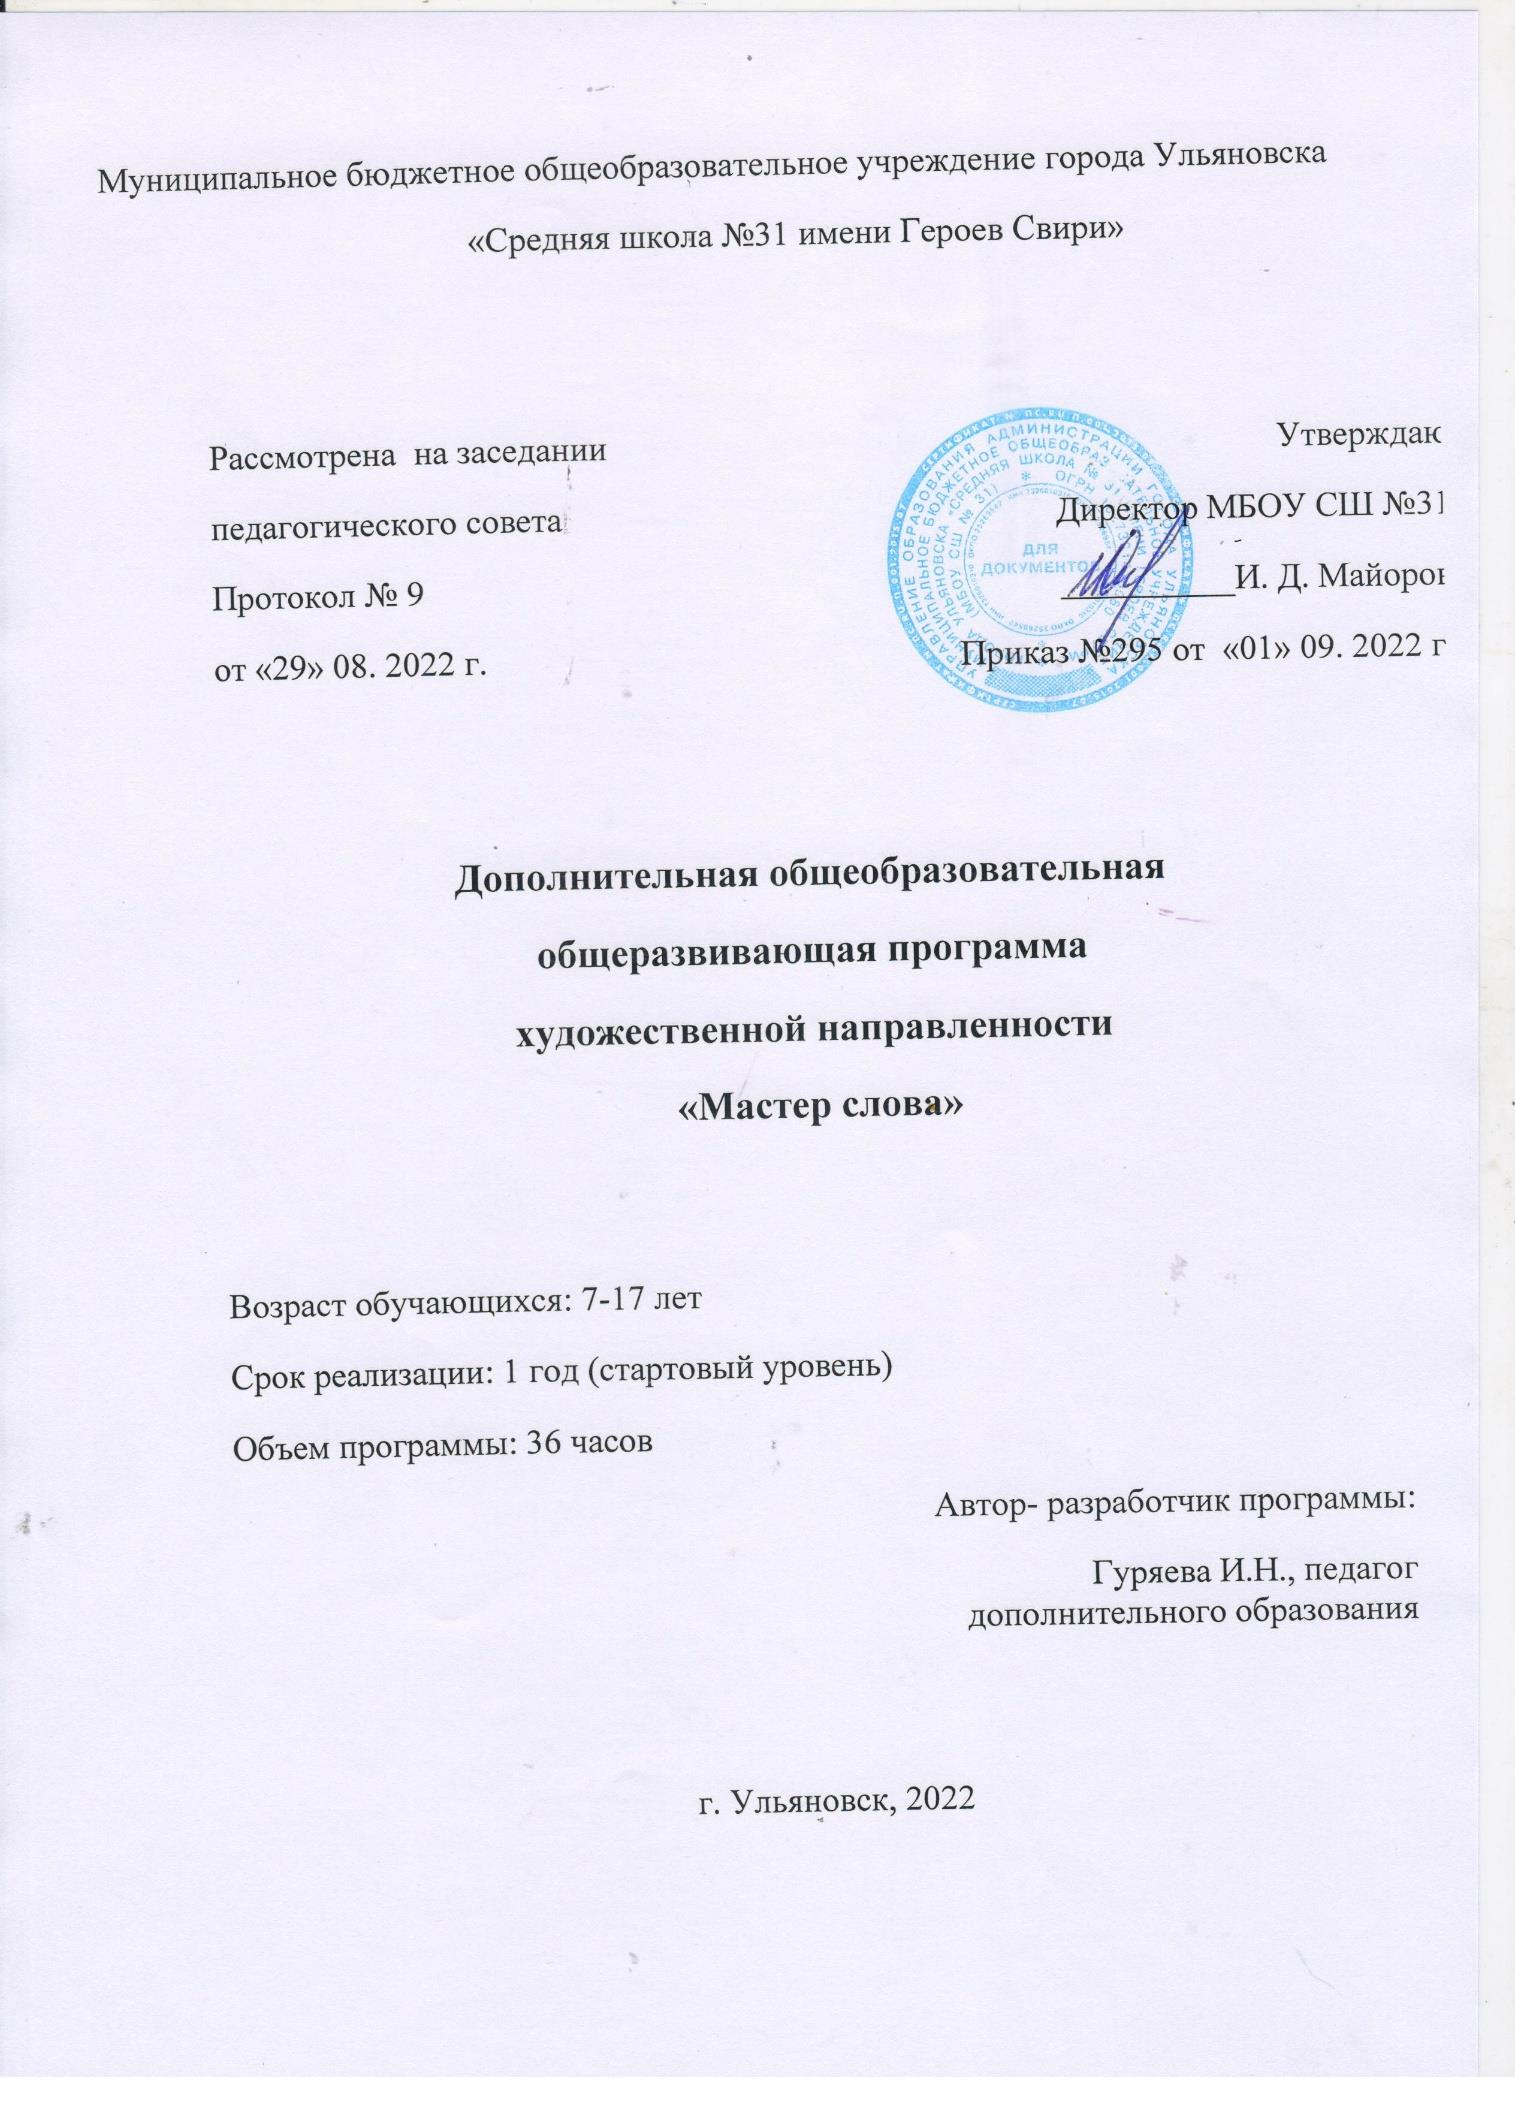 Муниципальное бюджетное общеобразовательное учреждение города Ульяновска
«Средняя школа №31 имени Героев Свири»
Рассмотрена на заседании
педагогического совета
Протокол № 9
от «29» 08. 2022 г.
Утверждаю
Директор МБОУ СШ №31
И. Д. Майоров
Приказ №295 от «01» 09. 2022 г
ДЛЯ
ДОКУМЕНТОВ
Дополнительная общеобразовательная
общеразвивающая программа
художественной направленности
«Мастер слова»
Возраст обучающихся: 7-17 лет
Срок реализации: 1 год (стартовый уровень)
Объем программы: 36 часов
Автор- разработчик программы:
Гуряева И.Н., педагог
дополнительного образования
г. Ульяновск, 2022